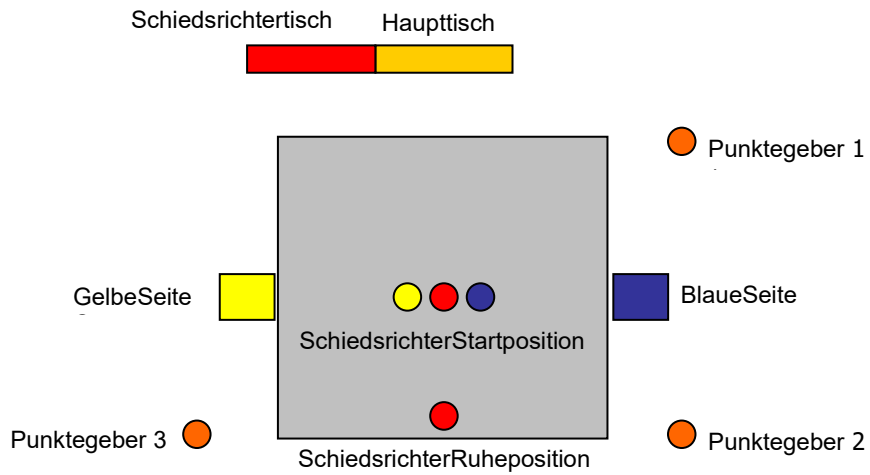 Schiedsrichtertisch
Haupttisch
Punktegeber 1
GelbeSeite
BlaueSeite
SchiedsrichterStartposition
Punktegeber 3
Punktegeber 2
SchiedsrichterRuheposition